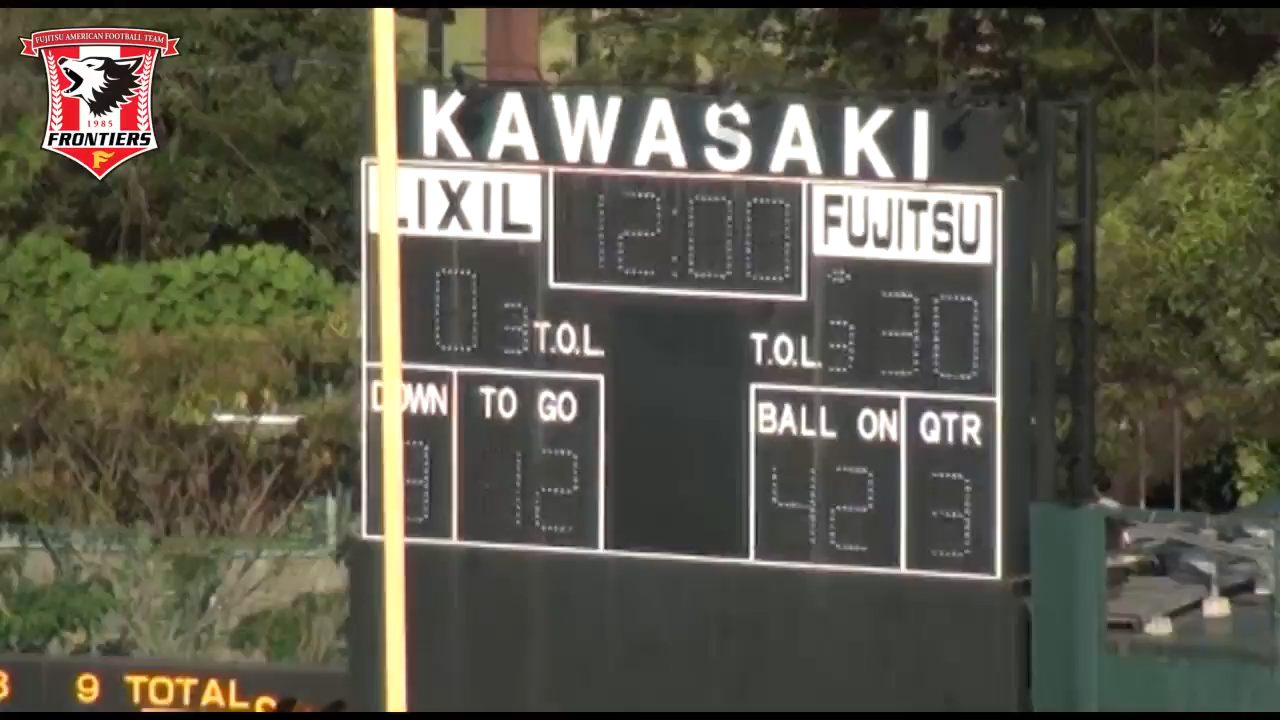 FUJITSU AMERICAN FOOTBALL TEAM
1985
FRONTIERS
F
KAWASAKI
LIXIL 12:00 FUJITSU
0 3 T.O.L. T.O.L. 3 30
DOWN TO GO BALL ON QTR
3 12 42 3
9 TOTAL